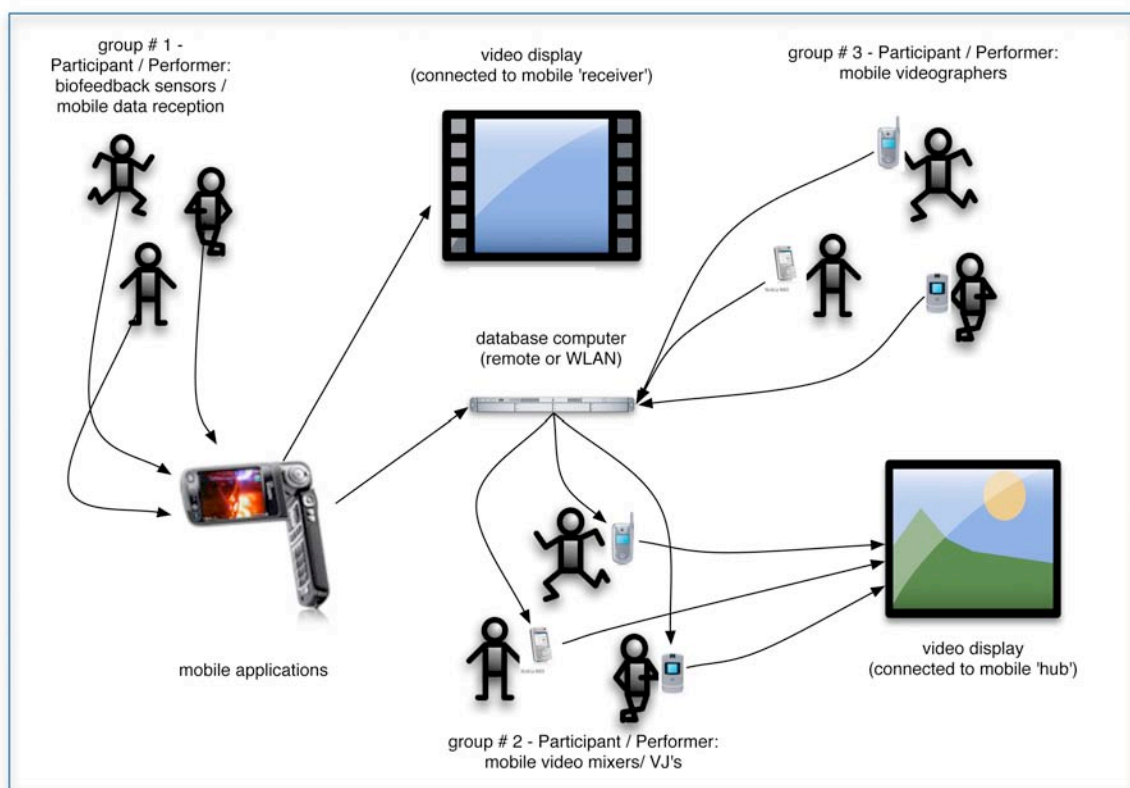 group # 1 -
Participant / Performer:
biofeedback sensors /
mobile data reception
video display
(connected to mobile 'receiver')
group # 3 - Participant / Performer:
mobile videographers
database computer
(remote or WLAN)
mobile applications
video display
(connected to mobile 'hub')
group # 2 - Participant / Performer:
mobile video mixers/ VJ's